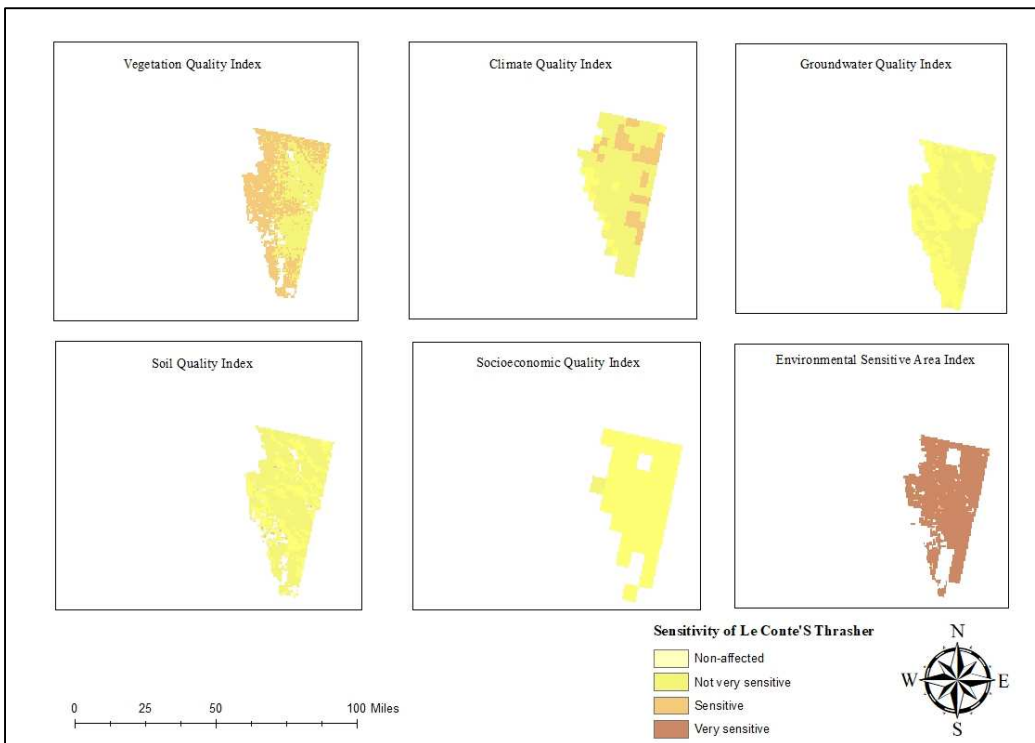 Vegetation Quality Index
Climate Quality Index
Groundwater Quality Index
Soil Quality Index
Socioeconomic Quality Index
Environmental Sensitive Area Index
Sensitivity of Le Conte'S Thrasher
Non-affected
Not very sensitive
Sensitive
Very sensitive
N
W E
S
0 25 50 100 Miles